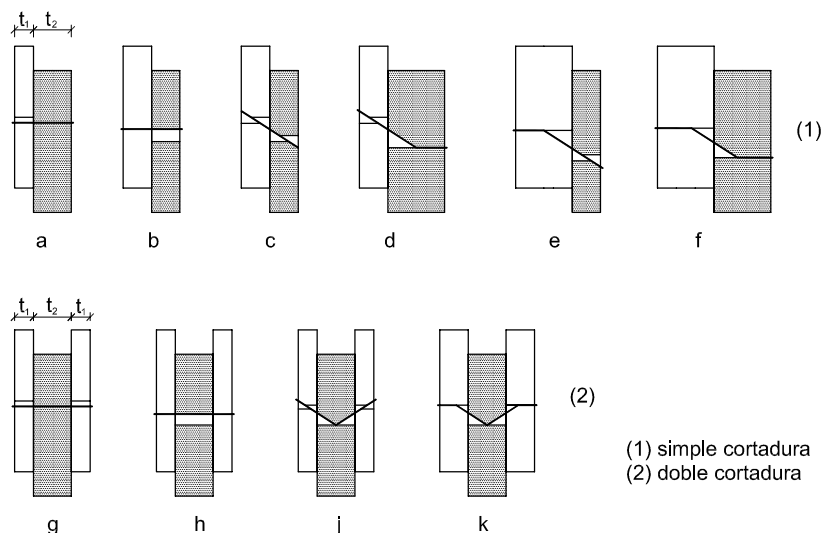 t₁ t₂
(1)
a b c d e f
t₁ t₂ t₁
(2)
(1) simple cortadura
(2) doble cortadura
g h j k